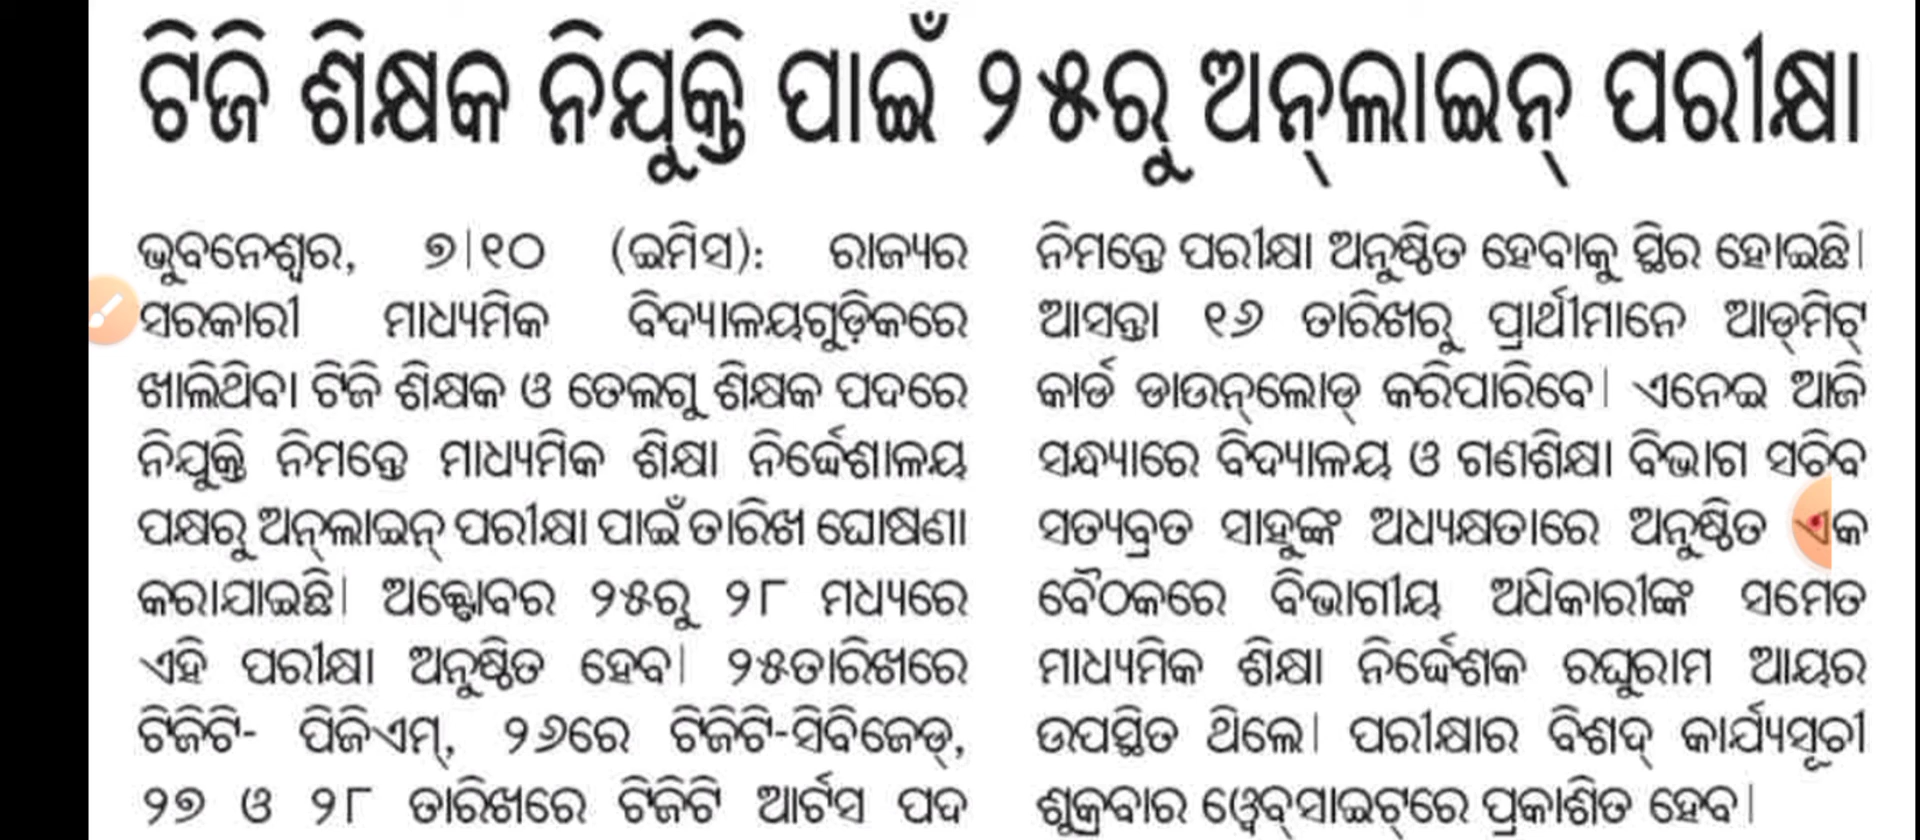 ଟିଜି ଶିକ୍ଷକ ନିଯୁକ୍ତି ପାଇଁ ୨୫ରୁ ଅନ୍‌ଲାଇନ୍ ପରୀକ୍ଷା
ଭୁବନେଶ୍ୱର, ୭।୧୦ (ଇମିସ): ରାଜ୍ୟର
ସରକାରୀ ମାଧ୍ୟମିକ ବିଦ୍ୟାଳୟଗୁଡ଼ିକରେ
ଖାଲିଥିବା ଟିଜି ଶିକ୍ଷକ ଓ ତେଲଗୁ ଶିକ୍ଷକ ପଦରେ
ନିଯୁକ୍ତି ନିମନ୍ତେ ମାଧ୍ୟମିକ ଶିକ୍ଷା ନିର୍ଦ୍ଦେଶାଳୟ
ପକ୍ଷରୁ ଅନ୍‌ଲାଇନ୍ ପରୀକ୍ଷା ପାଇଁ ତାରିଖ ଘୋଷଣା
କରାଯାଇଛି। ଅକ୍ଟୋବର ୨୫ରୁ ୨୮ ମଧ୍ୟରେ
ଏହି ପରୀକ୍ଷା ଅନୁଷ୍ଠିତ ହେବ। ୨୫ତାରିଖରେ
ଟିଜିଟି- ପିଜିଏମ୍, ୨୬ରେ ଟିଜିଟି-ସିବିଜେଡ୍,
୨୭ ଓ ୨୮ ତାରିଖରେ ଟିଜିଟି ଆର୍ଟସ ପଦ
ନିମନ୍ତେ ପରୀକ୍ଷା ଅନୁଷ୍ଠିତ ହେବାକୁ ସ୍ଥିର ହୋଇଛି।
ଆସନ୍ତା ୧୬ ତାରିଖରୁ ପ୍ରାର୍ଥୀମାନେ ଆଡ୍‌ମିଟ୍
କାର୍ଡ ଡାଉନ୍‌ଲୋଡ୍ କରିପାରିବେ। ଏନେଇ ଆଜି
ସନ୍ଧ୍ୟାରେ ବିଦ୍ୟାଳୟ ଓ ଗଣଶିକ୍ଷା ବିଭାଗ ସଚିବ
ସତ୍ୟବ୍ରତ ସାହୁଙ୍କ ଅଧ୍ୟକ୍ଷତାରେ ଅନୁଷ୍ଠିତ ଏକ
ବୈଠକରେ ବିଭାଗୀୟ ଅଧିକାରୀଙ୍କ ସମେତ
ମାଧ୍ୟମିକ ଶିକ୍ଷା ନିର୍ଦ୍ଦେଶକ ରଘୁରାମ ଆୟର
ଉପସ୍ଥିତ ଥିଲେ। ପରୀକ୍ଷାର ବିଶଦ୍ କାର୍ଯ୍ୟସୂଚୀ
ଶୁକ୍ରବାର ୱେବ୍‌ସାଇଟ୍‌ରେ ପ୍ରକାଶିତ ହେବ।